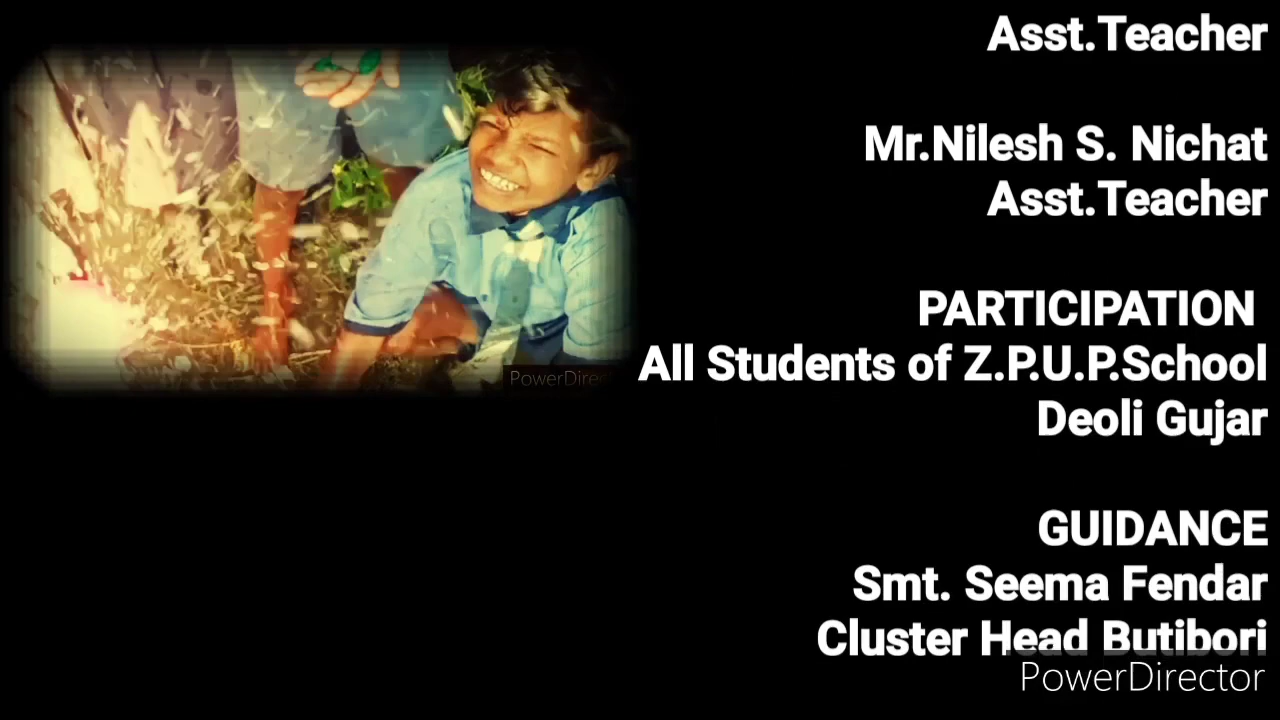 Asst.Teacher
Mr.Nilesh S. Nichat
Asst.Teacher
PARTICIPATION
All Students of Z.P.U.P.School
Deoli Gujar
GUIDANCE
Smt. Seema Fendar
Cluster Head Butibori
PowerDirector
PowerDirec